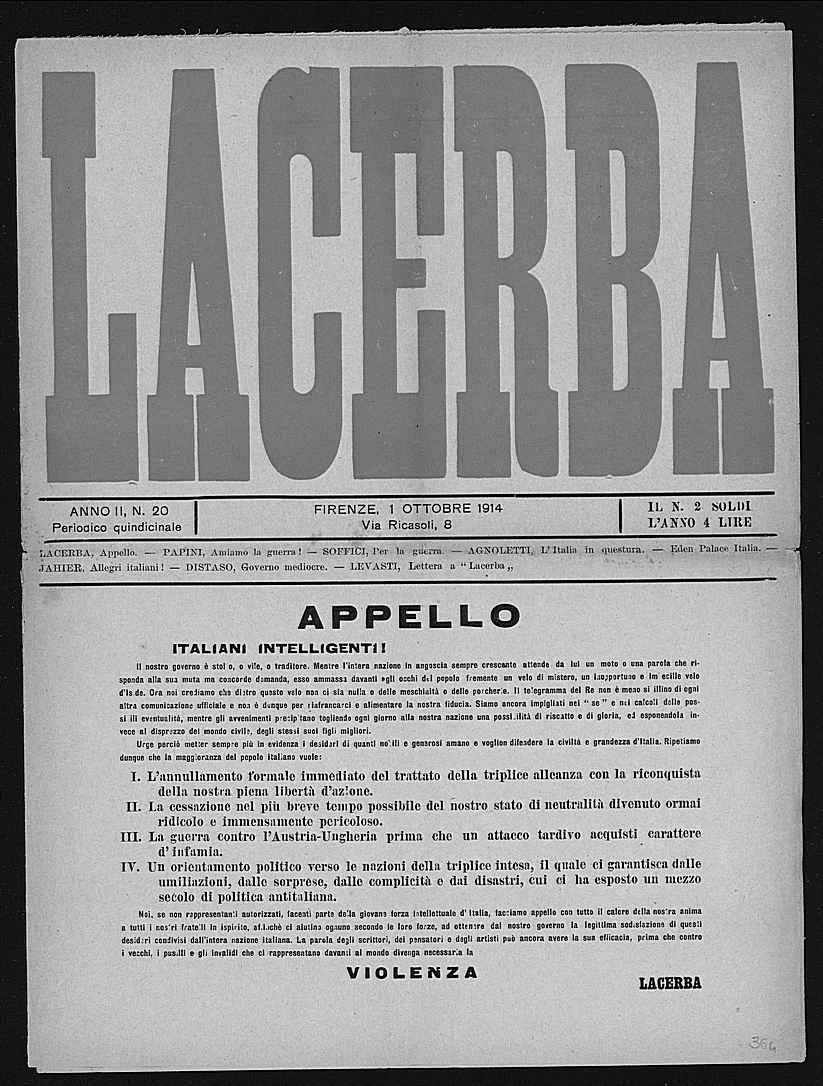 LACERBA
ANNO II, N. 20
Periodico quindicinale
FIRENZE, 1 OTTOBRE 1914
Via Ricasoli, 8
IL N. 2 SOLDI
L'ANNO 4 LIRE
LACERBA, Appello. — PAPINI, Amiamo la guerra! — SOFFICI, Per la guerra. — AGNOLETTI, L'Italia in questura. — Eden Palace Italia. —
JAHIER, Allegri italiani! — DISTASO, Governo mediocre. — LEVASTI, Lettera a "Lacerba„
APPELLO
ITALIANI INTELLIGENTI!
Il nostro governo è stolto, o vile, o traditore. Mentre l'intera nazione in angoscia sempre crescente attende da lui un moto o una parola che ri-
sponda alla sua muta ma concorde domanda, esso ammassa davanti agli occhi del popolo fremente un velo di mistero, un inopportuno e imbecille velo
d'Iside. Ora noi crediamo che dietro questo velo non ci sia nulla o delle meschinità o delle porcherie. Il telegramma del Re non è meno sibillino di ogni
altra comunicazione ufficiale e non è dunque per riaffrancarci e alimentare la nostra fiducia. Siamo ancora impigliati nei "se" e nei calcoli delle pos-
sibili eventualità, mentre gli avvenimenti precipitano togliendo ogni giorno alla nostra nazione una possibilità di riscatto e di gloria, ed esponendola in-
vece al disprezzo del mondo civile, degli stessi suoi figli migliori.
Urge perciò metter sempre più in evidenza i desideri di quanti nobili e generosi amano e voglion difendere la civiltà e grandezza d'Italia. Ripetiamo
dunque che la maggioranza del popolo italiano vuole:
I. L'annullamento formale immediato del trattato della triplice alleanza con la riconquista
della nostra piena libertà d'azione.
II. La cessazione nel più breve tempo possibile del nostro stato di neutralità divenuto ormai
ridicolo e immensamente pericoloso.
III. La guerra contro l'Austria-Ungheria prima che un attacco tardivo acquisti carattere
d'infamia.
IV. Un orientamento politico verso le nazioni della triplice intesa, il quale ci garantisca dalle
umiliazioni, dalle sorprese, dalle complicità e dai disastri, cui ci ha esposto un mezzo
secolo di politica antitaliana.
Noi, se non rappresentanti autorizzati, facenti parte della giovane forza intellettuale d'Italia, facciamo appello con tutto il calore della nostra anima
a tutti i nostri fratelli in ispirito, affinchè ci aiutino ognuno secondo le loro forze, ad ottenere dal nostro governo la legittima sodisfazione di questi
desideri condivisi dall'intera nazione italiana. La parola degli scrittori, dei pensatori e degli artisti può ancora avere la sua efficacia, prima che contro
i vecchi, i pusilli e gli invalidi che ci rappresentano davanti al mondo divenga necessaria la
VIOLENZA
LACERBA